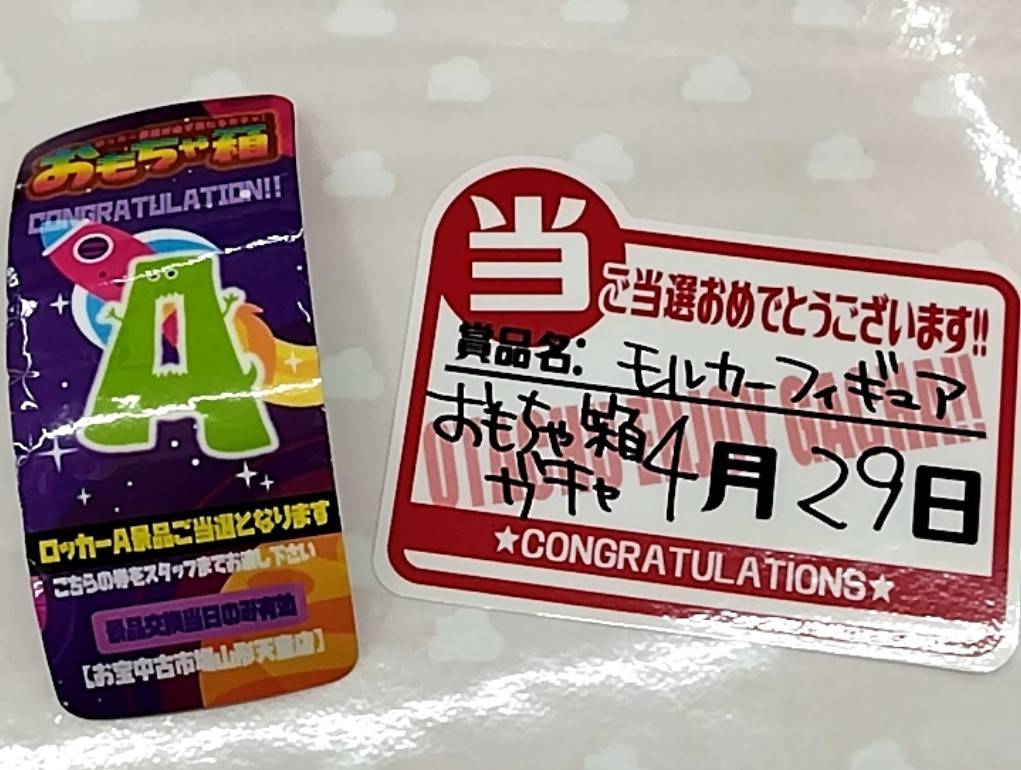 おもちゃ箱
CONGRATULATION!!
A
ロッカーA景品ご当選となります
こちらの券をスタッフまでお渡し下さい
景品交換当日のみ有効
【お宝中古市場山形天童店】
当
ご当選おめでとうございます!!
賞品名: モルカーフィギュア
おもちゃ箱
ガチャ
4月29日
ENJOY GACHA!!!
★CONGRATULATIONS★